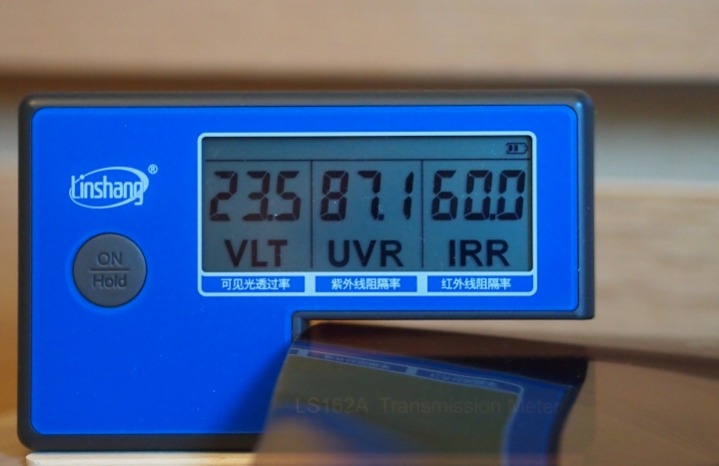 Linshang®
ON
Hold
23.5 87.1 60.0
VLT UVR IRR
可见光透过率 紫外线阻隔率 红外线阻隔率
LS162A Transmission Meter